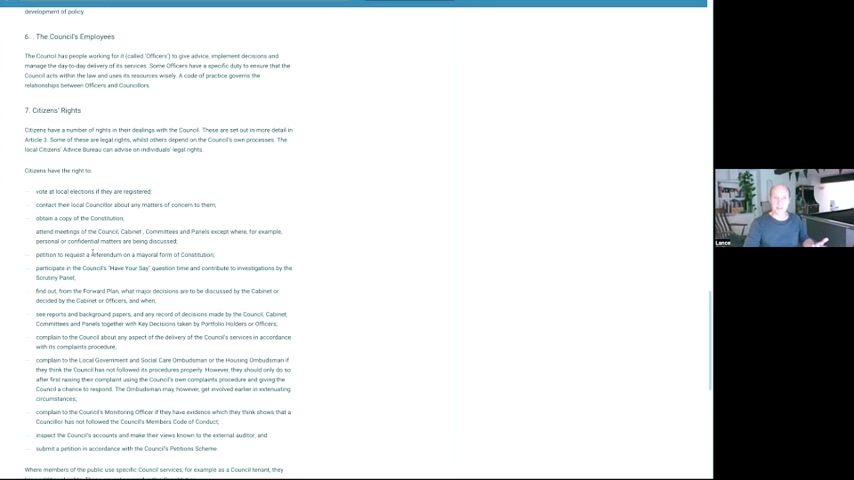 development of policy.
6. The Council's Employees
The Council has people working for it (called 'Officers') to give advice, implement decisions and
manage the day-to-day delivery of its services. Some Officers have a specific duty to ensure that the
Council acts within the law and uses its resources wisely. A code of practice governs the
relationships between Officers and Councillors.
7. Citizens' Rights
Citizens have a number of rights in their dealings with the Council. These are set out in more detail in
Article 3. Some of these are legal rights, whilst others depend on the Council's own processes. The
local Citizens' Advice Bureau can advise on individuals' legal rights.
Citizens have the right to:
vote at local elections if they are registered;
contact their local Councillor about any matters of concern to them;
obtain a copy of the Constitution;
attend meetings of the Council, Cabinet , Committees and Panels except where, for example,
personal or confidential matters are being discussed;
petition to request a referendum on a mayoral form of Constitution;
participate in the Council's "Have Your Say" question time and contribute to investigations by the
Scrutiny Panel;
find out, from the Forward Plan, what major decisions are to be discussed by the Cabinet or
decided by the Cabinet or Officers, and when;
see reports and background papers, and any record of decisions made by the Council, Cabinet,
Committees and Panels together with Key Decisions taken by Portfolio Holders or Officers;
complain to the Council about any aspect of the delivery of the Council's services in accordance
with its complaints procedure;
complain to the Local Government and Social Care Ombudsman or the Housing Ombudsman if
they think the Council has not followed its procedures properly. However, they should only do so
after first raising their complaint using the Council's own complaints procedure and giving the
Council a chance to respond. The Ombudsman may, however, get involved earlier in extenuating
circumstances;
complain to the Council's Monitoring Officer if they have evidence which they think shows that a
Councillor has not followed the Council's Members Code of Conduct;
inspect the Council's accounts and make their views known to the external auditor; and
submit a petition in accordance with the Council's Petitions Scheme.
Where members of the public use specific Council services, for example as a Council tenant, they
Lance